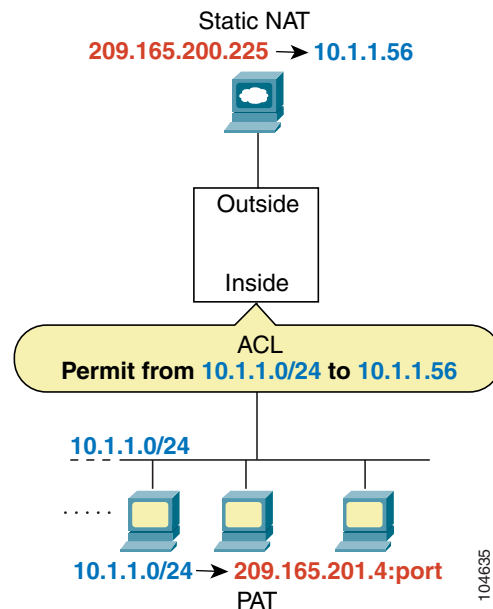 Static NAT
209.165.200.225 → 10.1.1.56
Outside
Inside
ACL
Permit from 10.1.1.0/24 to 10.1.1.56
10.1.1.0/24
10.1.1.0/24 → 209.165.201.4:port
PAT
104635